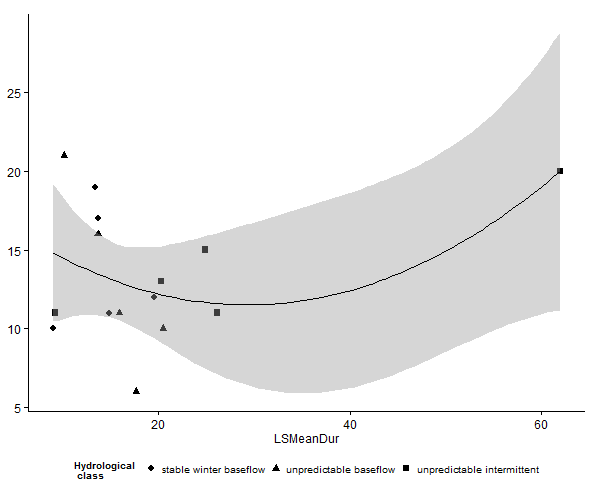 25
20
15
10
5
20
40
60
LSMeanDur
Hydrological
class
stable winter baseflow
unpredictable baseflow
unpredictable intermittent